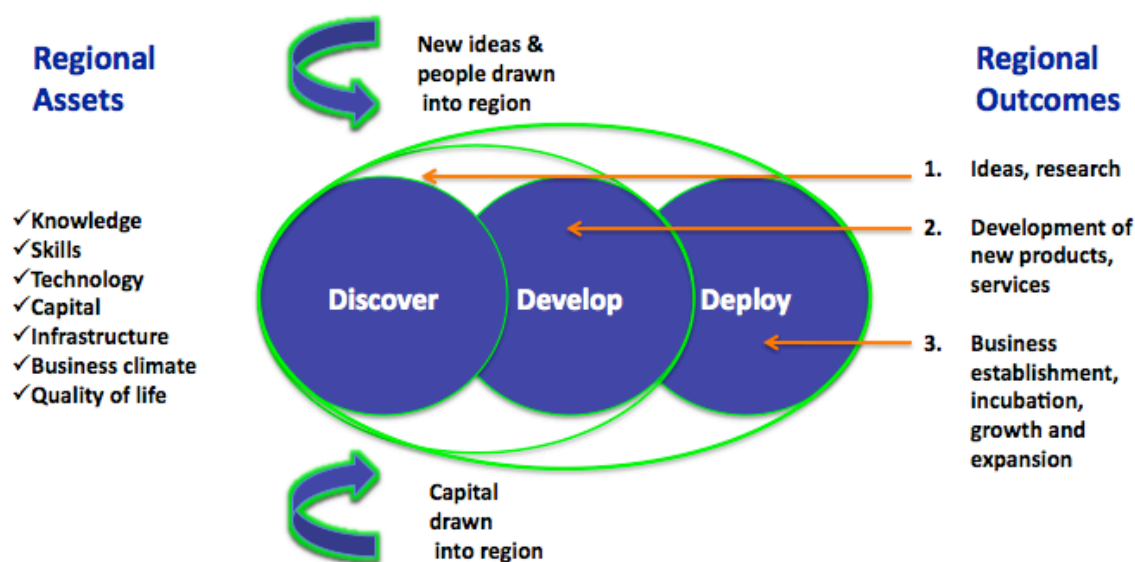 Regional
Assets
✓Knowledge
✓Skills
✓Technology
✓Capital
✓Infrastructure
✓Business climate
✓Quality of life
New ideas &
people drawn
into region
Discover
Develop
Deploy
Capital
drawn
into region
Regional
Outcomes
1. Ideas, research
2. Development of
new products,
services
3. Business
establishment,
incubation,
growth and
expansion